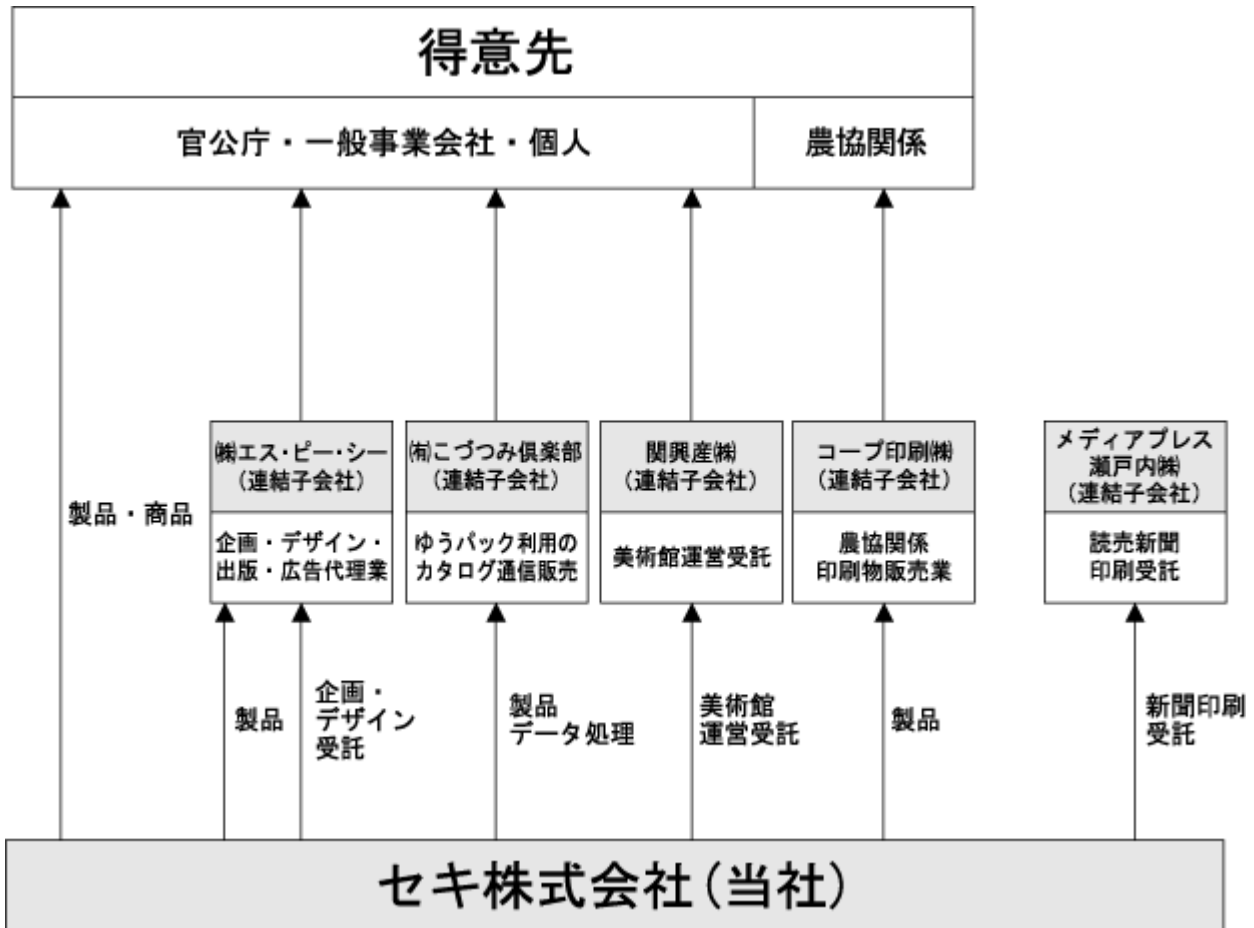 得意先
官公庁・一般事業会社・個人
農協関係
製品・商品
㈱エス・ピー・シー
（連結子会社）
企画・デザイン・
出版・広告代理業
㈲こづつみ倶楽部
（連結子会社）
ゆうパック利用の
カタログ通信販売
関興産㈱
（連結子会社）
美術館運営受託
コープ印刷㈱
（連結子会社）
農協関係
印刷物販売業
メディアプレス
瀬戸内㈱
（連結子会社）
読売新聞
印刷受託
製品
企画・
デザイン
受託
製品
データ処理
美術館
運営受託
製品
新聞印刷
受託
セキ株式会社（当社）